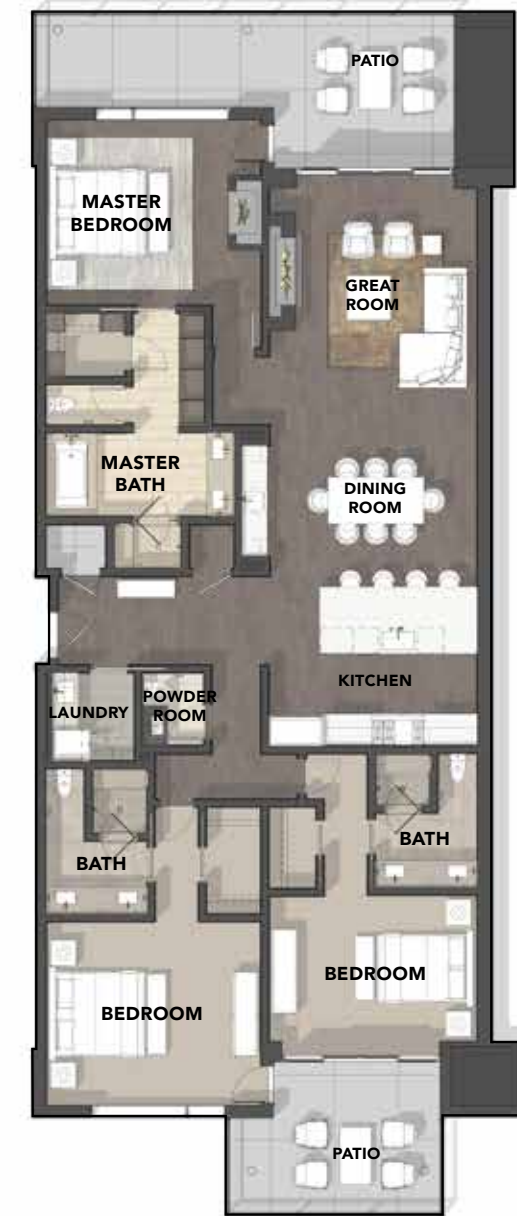 PATIO
MASTER
BEDROOM
GREAT
ROOM
MASTER
BATH
DINING
ROOM
KITCHEN
LAUNDRY
POWDER
ROOM
BATH
BATH
BEDROOM
BEDROOM
PATIO